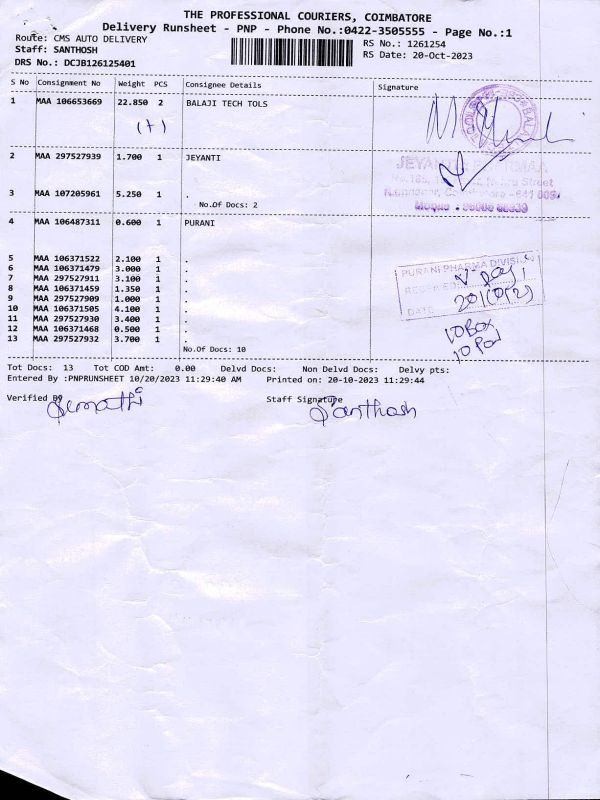 THE PROFESSIONAL COURIERS, COIMBATORE
Delivery Runsheet - PNP - Phone No.:0422-3505555 - Page No.:1
Route: CMS AUTO DELIVERY
RS No.: 1261254
Staff: SANTHOSH
RS Date: 20-Oct-2023
DRS No.: DCJB126125401
S No Consignment No Weight PCS Consignee Details Signature
1 MAA 106653669 22.850 2 BALAJI TECH TOLS
(+)
2 MAA 297527939 1.700 1 JEYANTI
JEYANTI
Street
3 MAA 107205961 5.250 1 .
No.Of Docs: 2
4 MAA 106487311 0.600 1 PURANI
5 MAA 106371522 2.100 1 .
6 MAA 106371479 3.000 1 .
7 MAA 297527911 3.100 1 .
8 MAA 106371459 1.350 1 .
9 MAA 297527909 1.000 1 .
10 MAA 106371505 4.100 1 .
11 MAA 297527930 3.400 1 .
12 MAA 106371468 0.500 1 .
13 MAA 297527932 3.700 1 .
No.Of Docs: 10
PURANI PHARMA DIVISION
DATE
10 Box
Tot Docs: 13 Tot COD Amt: 0.00 Delvd Docs: Non Delvd Docs: Delvy pts:
Entered By :PNPRUNSHEET 10/20/2023 11:29:40 AM Printed on: 20-10-2023 11:29:44
Verified By
Staff Signature
Santhosh